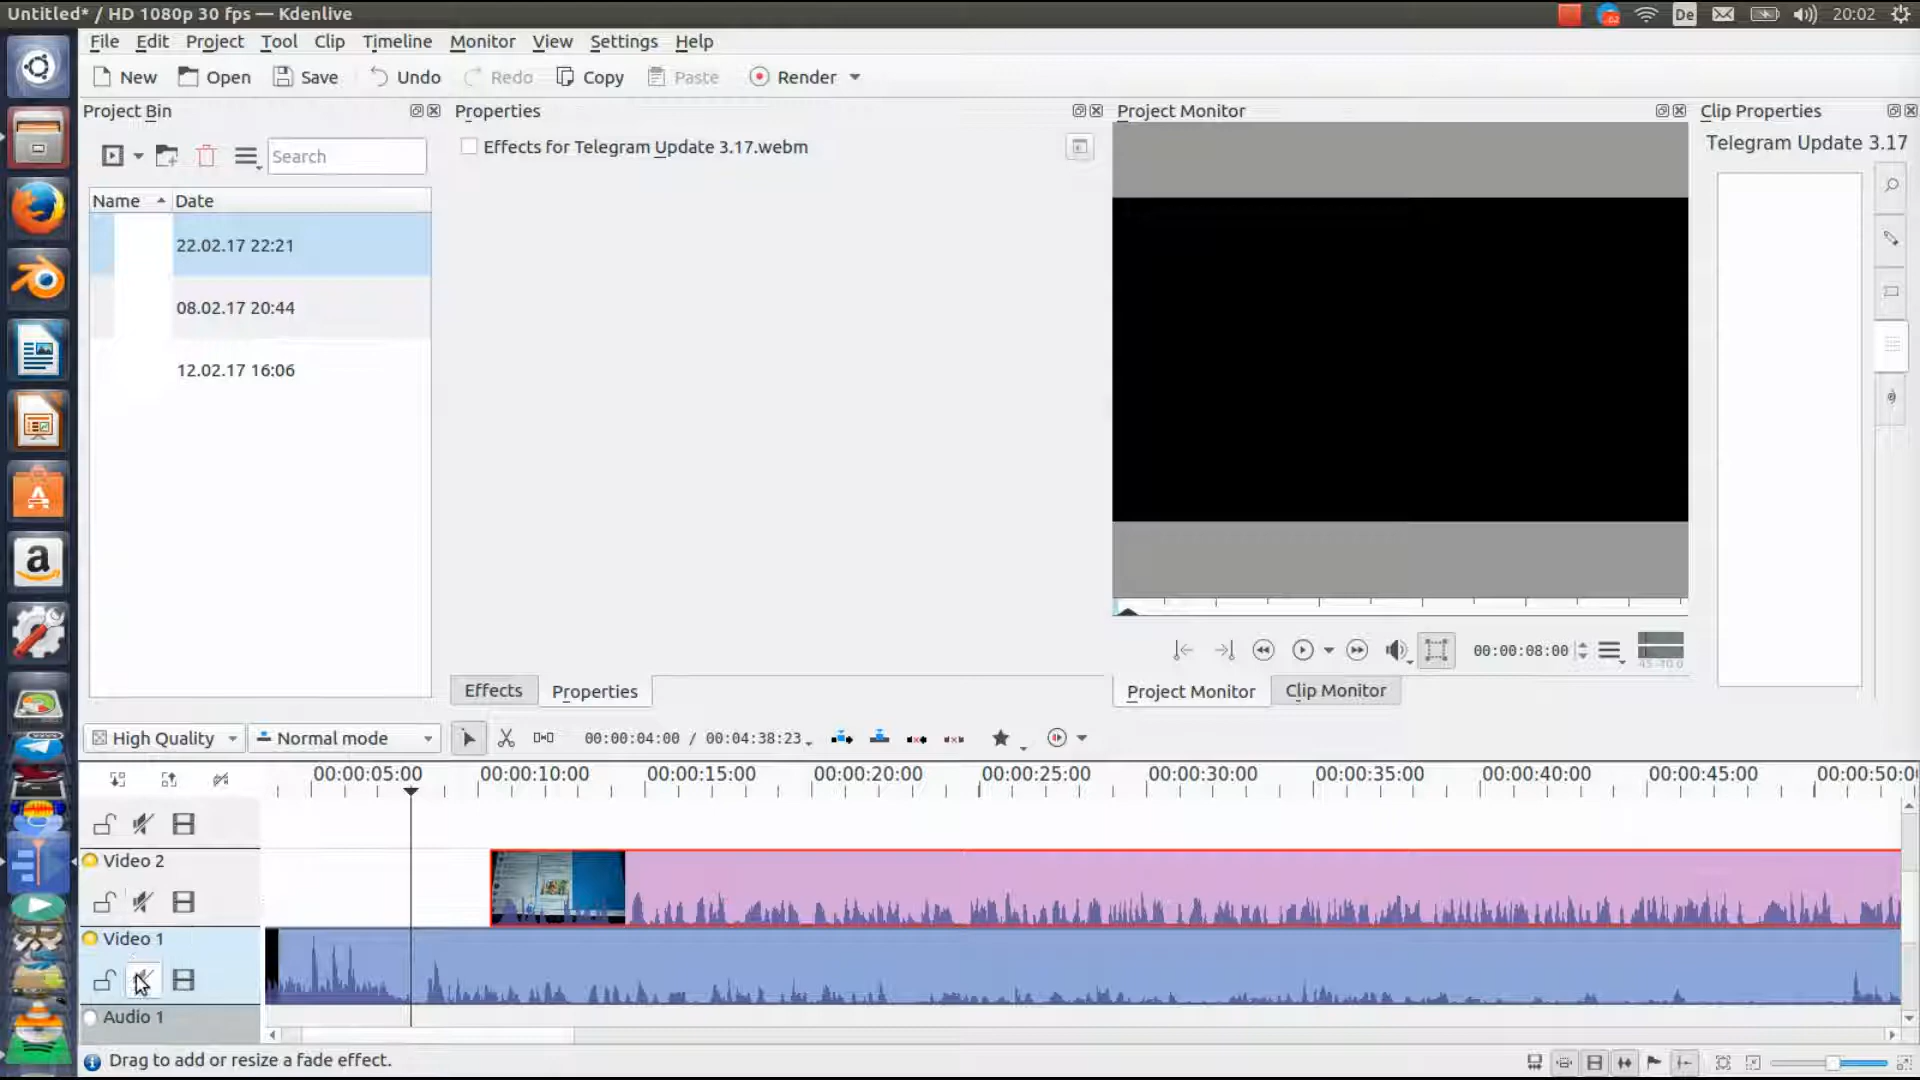 Untitled* / HD 1080p 30 fps — Kdenlive
De
20:02
File Edit Project Tool Clip Timeline Monitor View Settings Help
New Open Save Undo Redo Copy Paste Render
Project Bin
Properties
Project Monitor
Clip Properties
Search
Effects for Telegram Update 3.17.webm
Telegram Update 3.17
Name Date
22.02.17 22:21
08.02.17 20:44
12.02.17 16:06
00:00:08:00
Effects Properties
Project Monitor Clip Monitor
High Quality Normal mode 00:00:04:00 / 00:04:38:23
00:00:05:00 00:00:10:00 00:00:15:00 00:00:20:00 00:00:25:00 00:00:30:00 00:00:35:00 00:00:40:00 00:00:45:00 00:00:50:0
Video 2
Video 1
Audio 1
Drag to add or resize a fade effect.